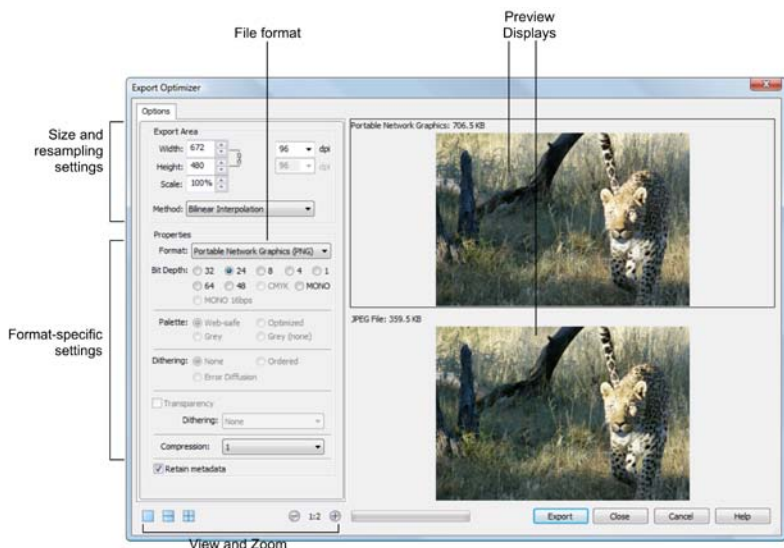 File format
Preview
Displays
Export Optimizer
Options
Size and
resampling
settings
Export Area
Width: 672 96 dpi
Height: 480 96 dpi
Scale: 100%
Method: Bilinear Interpolation
Portable Network Graphics: 706.5 KB
Format-specific
settings
Properties
Format: Portable Network Graphics (PNG)
Bit Depth: 32 24 8 4 1
64 48 CMYK MONO
MONO 16bps
Palette: Web-safe Optimized
Grey Grey (none)
Dithering: None Ordered
Error Diffusion
Transparency
Dithering: None
Compression: 1
Retain metadata
JPEG File: 359.5 KB
1:2
Export Close Cancel Help
View and Zoom